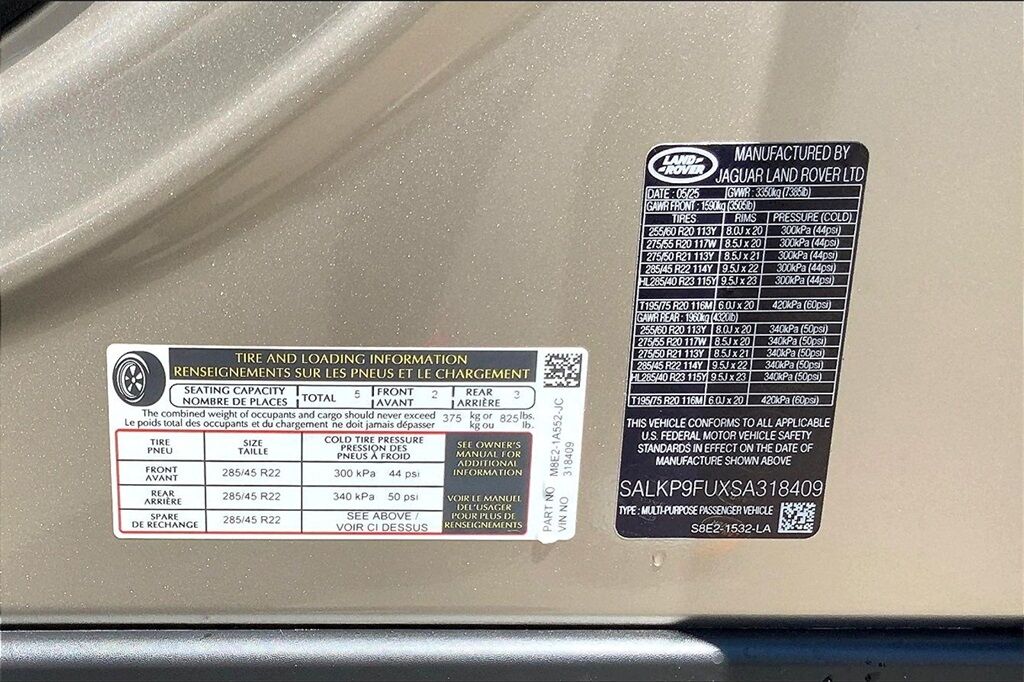 TIRE AND LOADING INFORMATION
RENSEIGNEMENTS SUR LES PNEUS ET LE CHARGEMENT
SEATING CAPACITY
NOMBRE DE PLACES
TOTAL 5
FRONT
AVANT 2
REAR
ARRIÈRE 3
The combined weight of occupants and cargo should never exceed
Le poids total des occupants et du chargement ne doit jamais dépasser
375 kg or 825 lbs.
kg ou lb.
TIRE
PNEU
SIZE
TAILLE
COLD TIRE PRESSURE
PRESSION DES
PNEUS À FROID
FRONT
AVANT
285/45 R22
300 kPa 44 psi
REAR
ARRIÈRE
285/45 R22
340 kPa 50 psi
SPARE
DE RECHANGE
285/45 R22
SEE ABOVE /
VOIR CI DESSUS
SEE OWNER'S
MANUAL FOR
ADDITIONAL
INFORMATION
VOIR LE MANUEL
DEL'USAGER
POUR PLUS DE
RENSEIGNEMENTS
PART NO M8E2-1A552-JC
VIN NO 318409
LAND-
-ROVER
MANUFACTURED BY
JAGUAR LAND ROVER LTD
DATE : 05/25 GVWR : 3350kg (7385lb)
GAWR FRONT : 1590kg (3505lb)
TIRES RIMS PRESSURE (COLD)
255/60 R20 113Y 8.0J x 20 300kPa (44psi)
275/55 R20 117W 8.5J x 20 300kPa (44psi)
275/50 R21 113Y 8.5J x 21 300kPa (44psi)
285/45 R22 114Y 9.5J x 22 300kPa (44psi)
HL285/40 R23 115Y 9.5J x 23 300kPa (44psi)
T195/75 R20 116M 6.0J x 20 420kPa (60psi)
GAWR REAR : 1960kg (4320lb)
255/60 R20 113Y 8.0J x 20 340kPa (50psi)
275/55 R20 117W 8.5J x 20 340kPa (50psi)
275/50 R21 113Y 8.5J x 21 340kPa (50psi)
285/45 R22 114Y 9.5J x 22 340kPa (50psi)
HL285/40 R23 115Y 9.5J x 23 340kPa (50psi)
T195/75 R20 116M 6.0J x 20 420kPa (60psi)
THIS VEHICLE CONFORMS TO ALL APPLICABLE
U.S. FEDERAL MOTOR VEHICLE SAFETY
STANDARDS IN EFFECT ON THE DATE OF
MANUFACTURE SHOWN ABOVE
SALKP9FUXSA318409
TYPE : MULTI-PURPOSE PASSENGER VEHICLE
S8E2-1532-LA